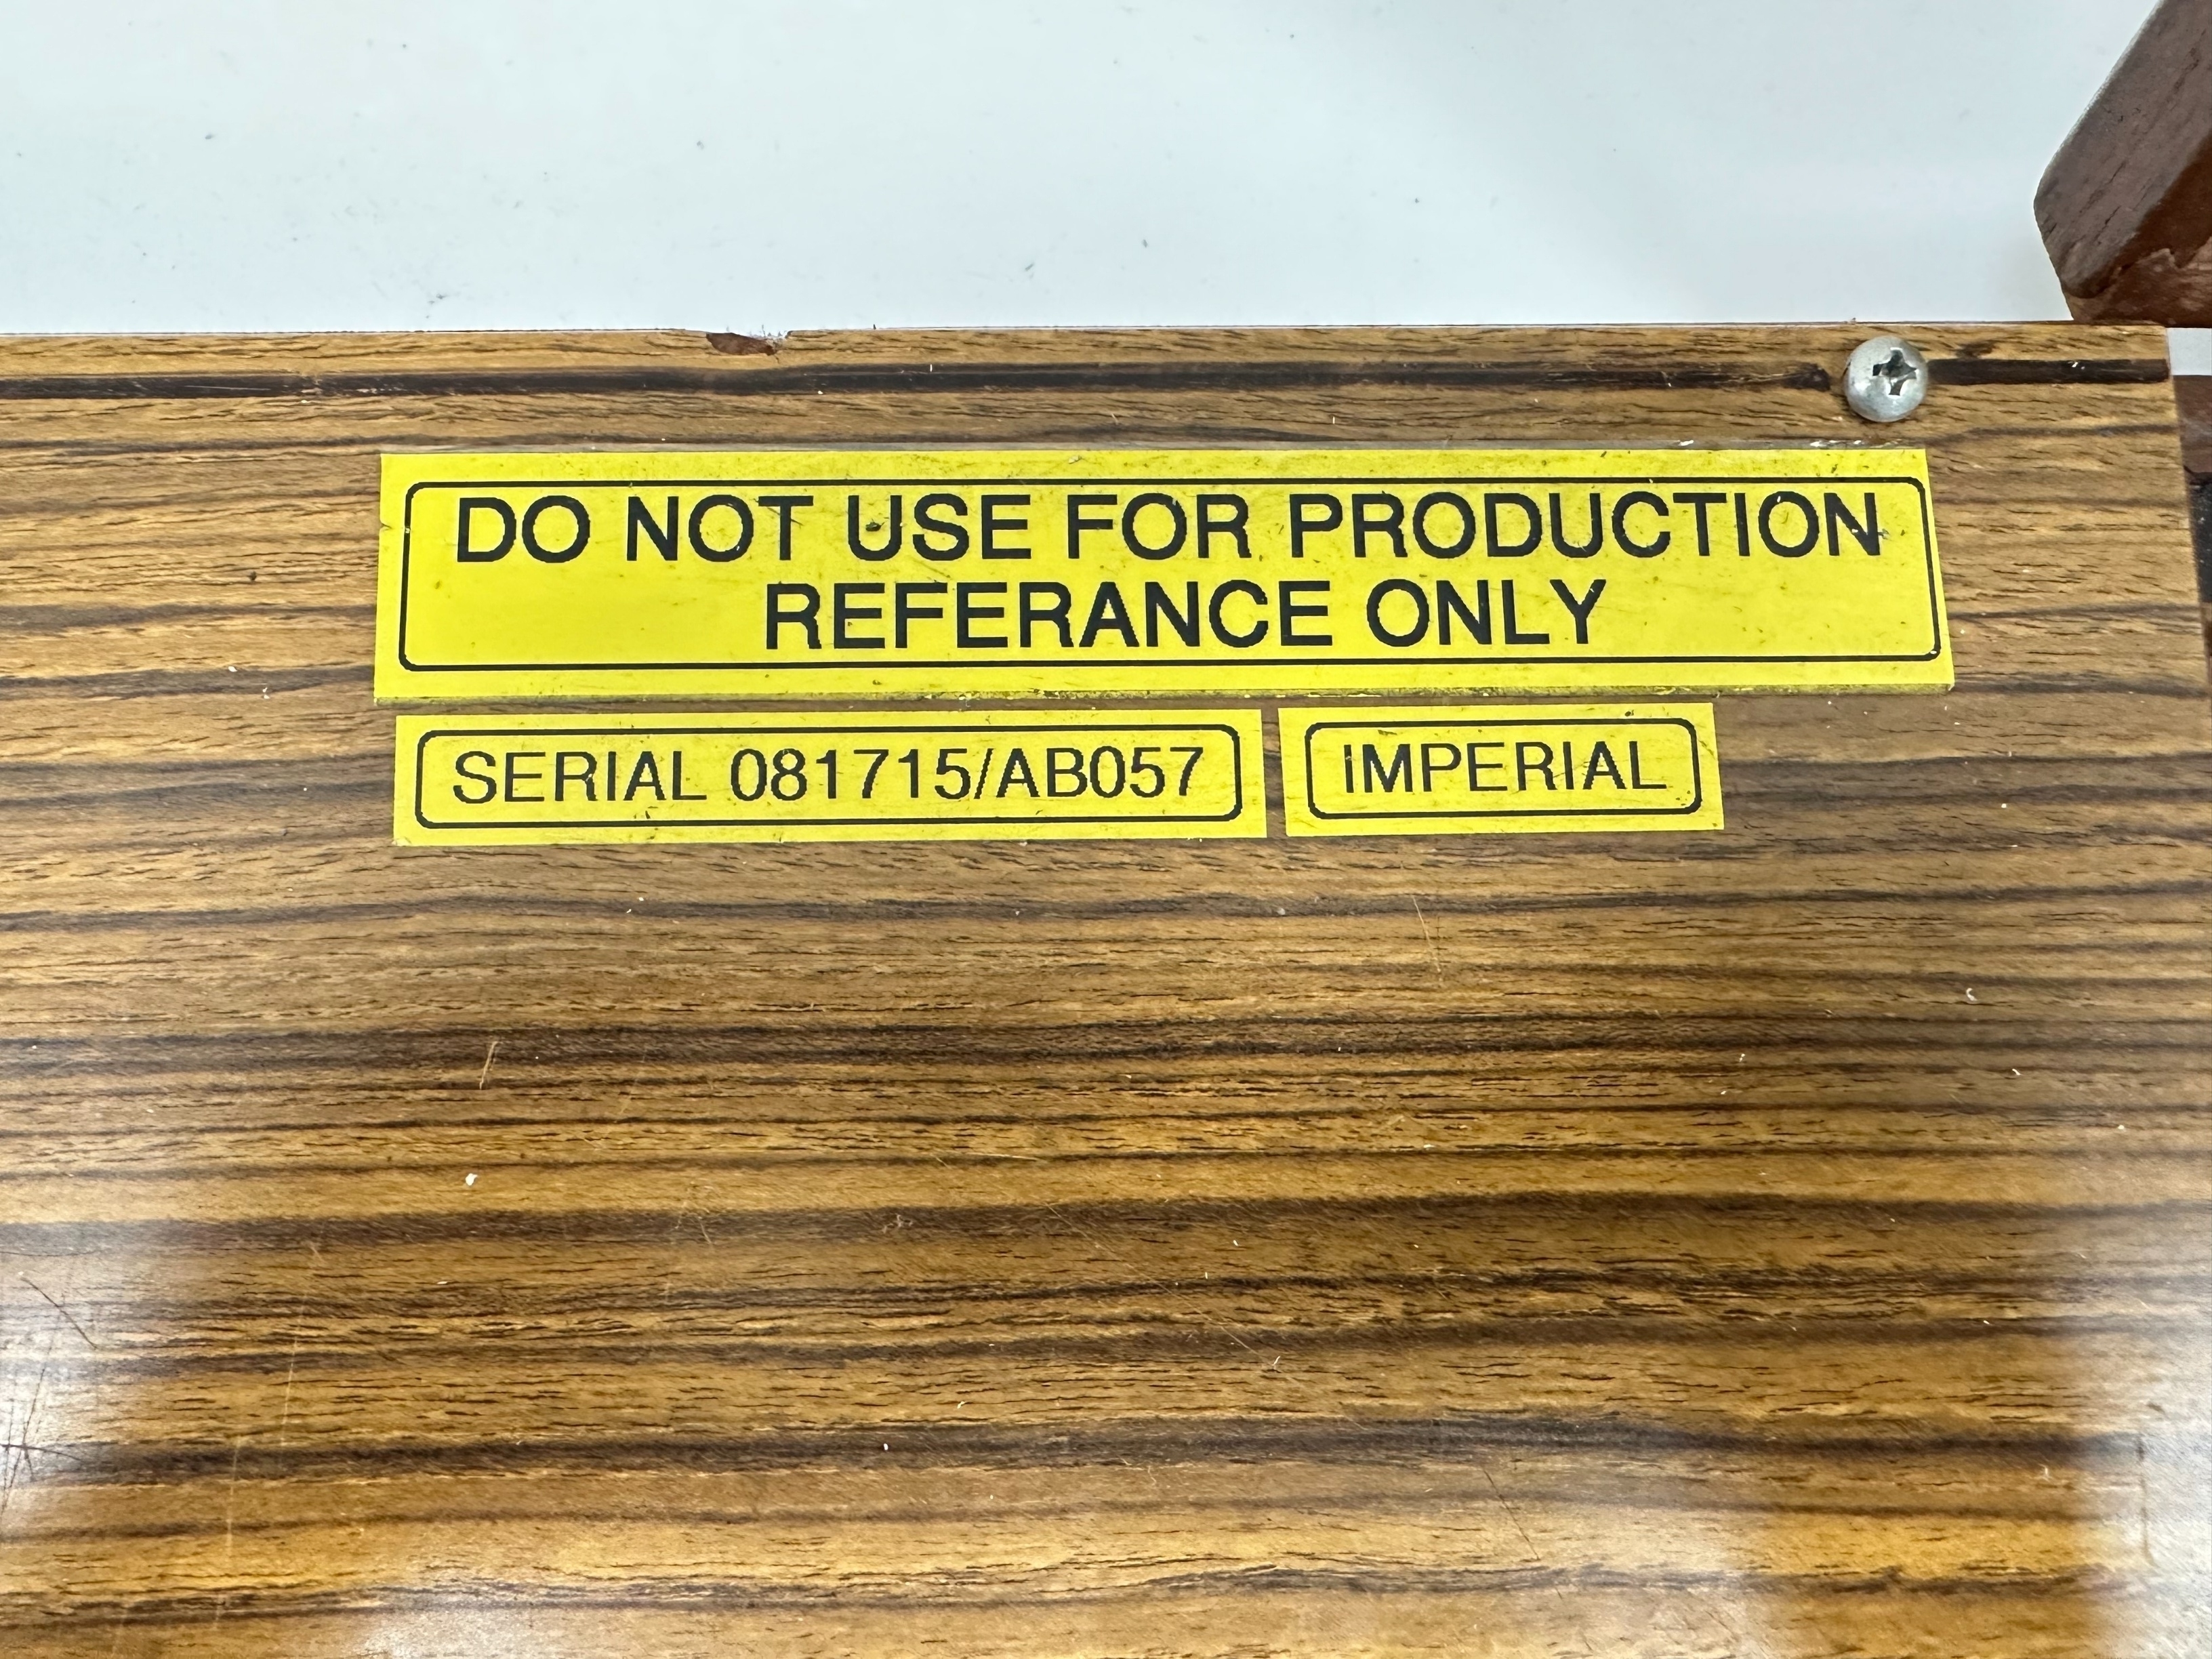 DO NOT USE FOR PRODUCTION
REFERANCE ONLY
SERIAL 081715/AB057
IMPERIAL